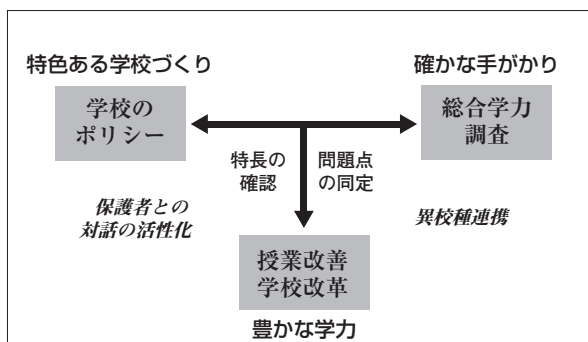 特色ある学校づくり
確かな手がかり
学校の
ポリシー
総合学力
調査
特長の
確認
問題点
の同定
保護者との
対話の活性化
異校種連携
授業改善
学校改革
豊かな学力